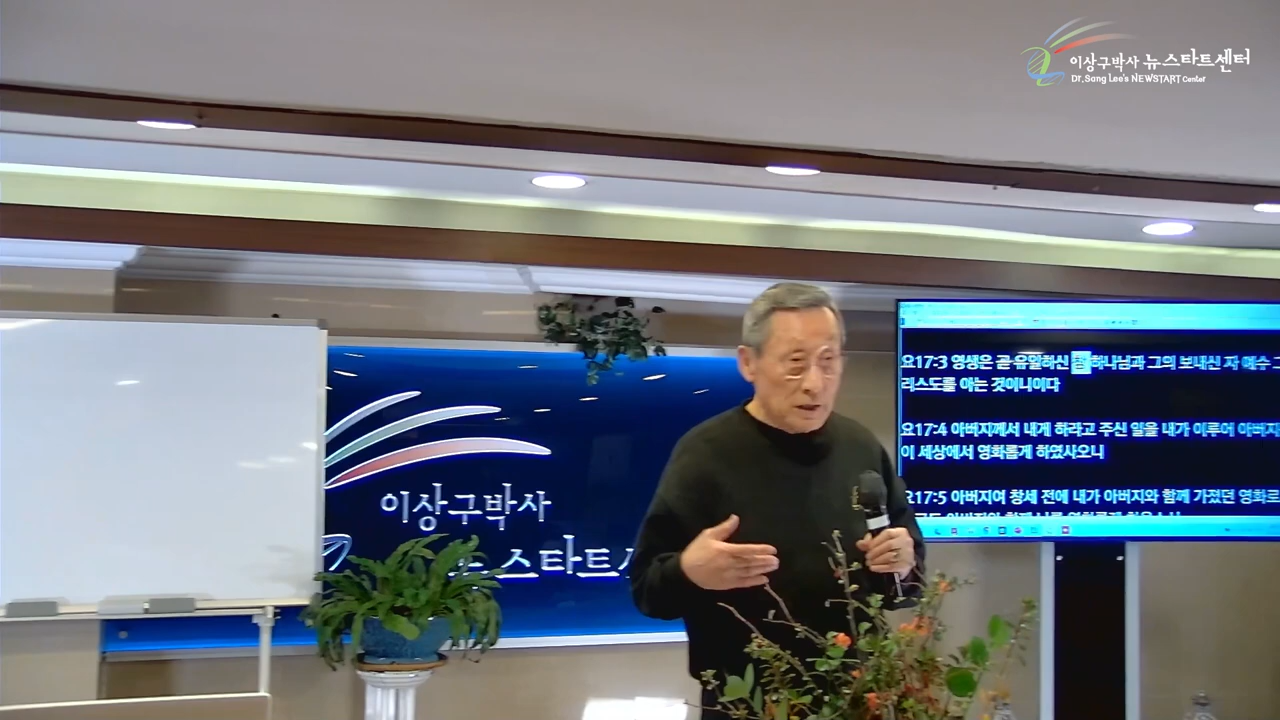 이상구박사 뉴스타트센터
Dr. Sang Lee's NEWSTART Center
이상구박사
뉴스타트
요17:3 영생은 곧 유일하신 참 하나님과 그의 보내신 자 예수 그
리스도를 아는 것이니이다
요17:4 아버지께서 내게 하라고 주신 일을 내가 이루어 아버지
이 세상에서 영화롭게 하였사오니
요17:5 아버지여 창세 전에 내가 아버지와 함께 가졌던 영화로